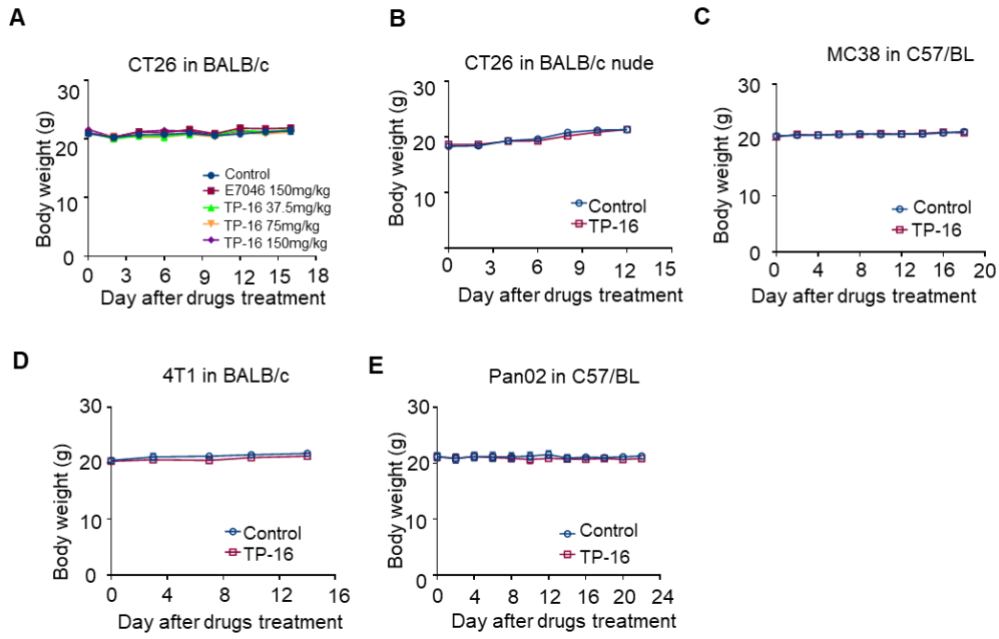 A
CT26 in BALB/c
Body weight (g)
30
20
10
0
Control
E7046 150mg/kg
TP-16 37.5mg/kg
TP-16 75mg/kg
TP-16 150mg/kg
0 3 6 9 10 12 15 18
Day after drugs treatment
B
CT26 in BALB/c nude
Body weight (g)
30
20
10
Control
TP-16
0 3 6 9 12 15
Day after drugs treatment
C
MC38 in C57/BL
Body weight (g)
30
20
10
0
Control
TP-16
0 4 8 12 16 20
Day after drugs treatment
D
4T1 in BALB/c
Body weight (g)
30
20
10
0
Control
TP-16
0 4 8 12 16
Day after drugs treatment
E
Pan02 in C57/BL
Body weight (g)
30
20
10
0
Control
TP-16
0 4 8 12 16 20 24
Day after drugs treatment